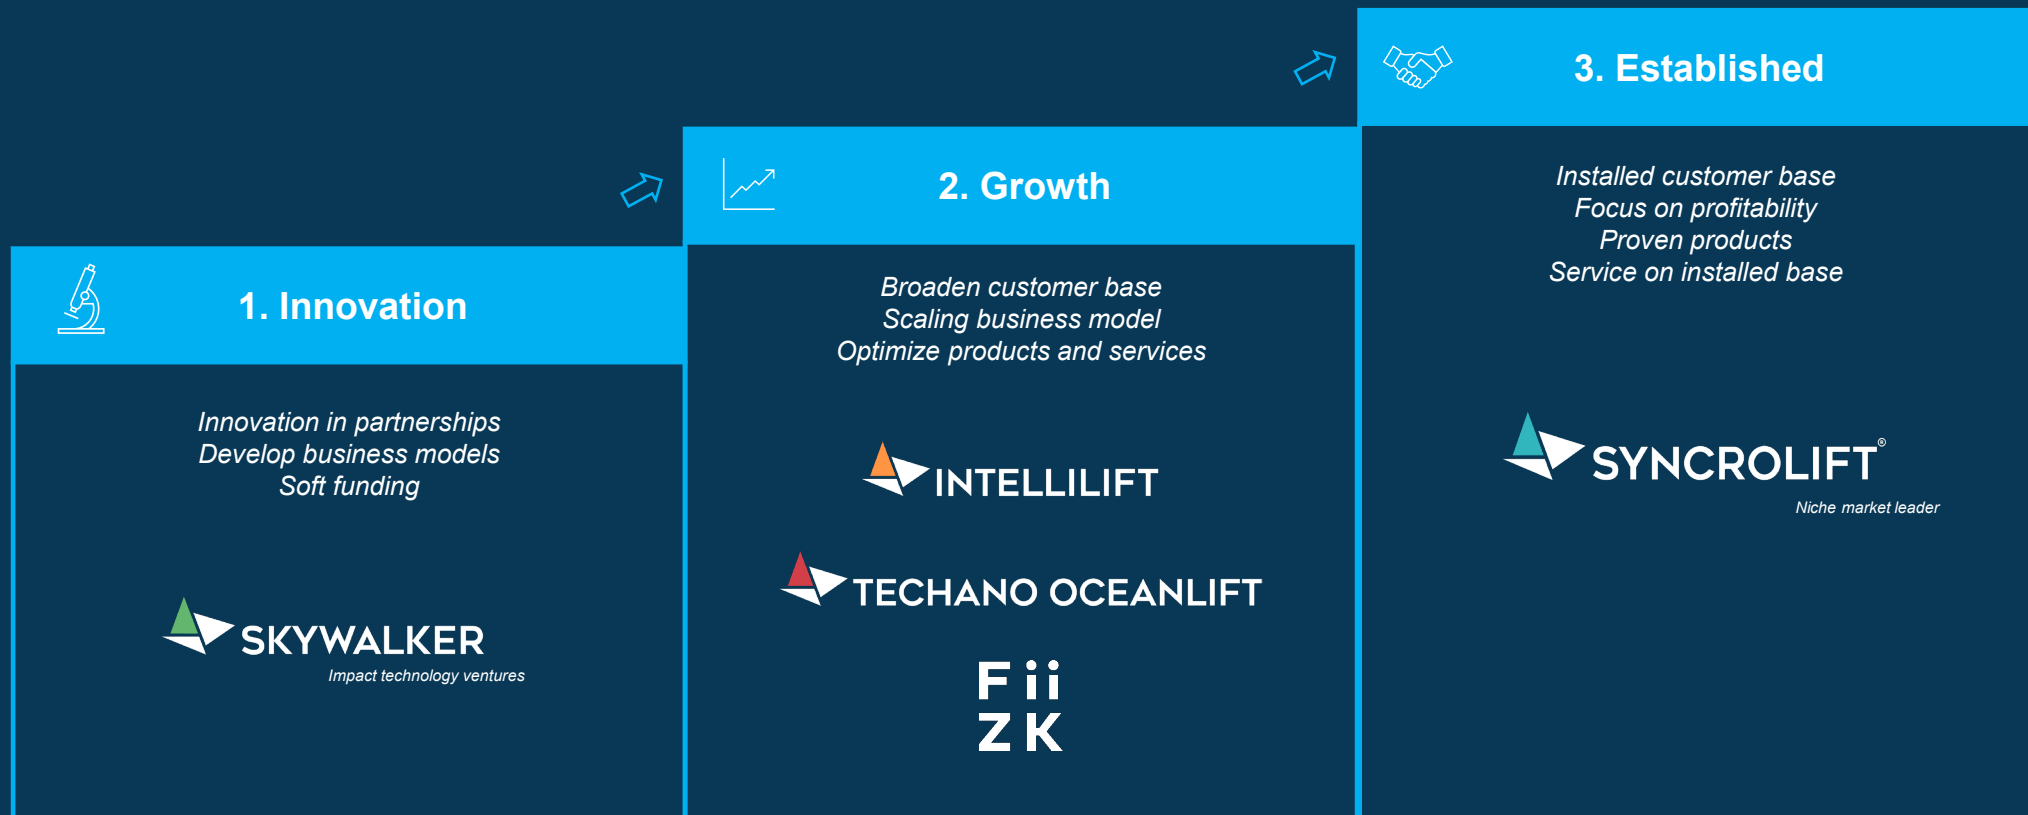 1. Innovation
Innovation in partnerships
Develop business models
Soft funding
SKYWALKER
Impact technology ventures
2. Growth
Broaden customer base
Scaling business model
Optimize products and services
INTELLILIFT
TECHANO OCEANLIFT
Fii
ZK
3. Established
Installed customer base
Focus on profitability
Proven products
Service on installed base
SYNCROLIFT®
Niche market leader